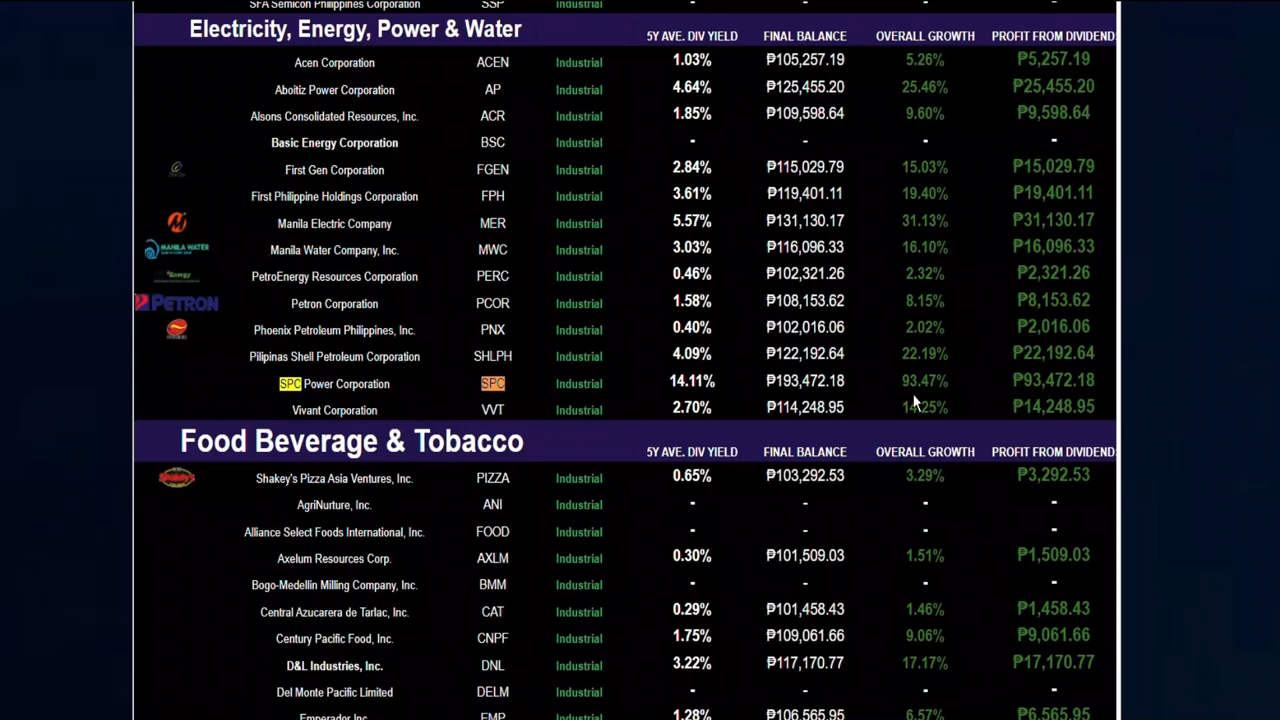 SFA Semicon Philippines Corporation SSP Industrial - - - -
Electricity, Energy, Power & Water 5Y AVE. DIV YIELD FINAL BALANCE OVERALL GROWTH PROFIT FROM DIVIDEND
Acen Corporation ACEN Industrial 1.03% ₱105,257.19 5.26% ₱5,257.19
Aboitiz Power Corporation AP Industrial 4.64% ₱125,455.20 25.46% ₱25,455.20
Alsons Consolidated Resources, Inc. ACR Industrial 1.85% ₱109,598.64 9.60% ₱9,598.64
Basic Energy Corporation BSC Industrial - - - -
First Gen Corporation FGEN Industrial 2.84% ₱115,029.79 15.03% ₱15,029.79
First Philippine Holdings Corporation FPH Industrial 3.61% ₱119,401.11 19.40% ₱19,401.11
Manila Electric Company MER Industrial 5.57% ₱131,130.17 31.13% ₱31,130.17
MANILA WATER Manila Water Company, Inc. MWC Industrial 3.03% ₱116,096.33 16.10% ₱16,096.33
PetroEnergy Resources Corporation PERC Industrial 0.46% ₱102,321.26 2.32% ₱2,321.26
PETRON Petron Corporation PCOR Industrial 1.58% ₱108,153.62 8.15% ₱8,153.62
Phoenix Petroleum Philippines, Inc. PNX Industrial 0.40% ₱102,016.06 2.02% ₱2,016.06
Pilipinas Shell Petroleum Corporation SHLPH Industrial 4.09% ₱122,192.64 22.19% ₱22,192.64
SPC Power Corporation SPC Industrial 14.11% ₱193,472.18 93.47% ₱93,472.18
Vivant Corporation VVT Industrial 2.70% ₱114,248.95 14.25% ₱14,248.95
Food Beverage & Tobacco 5Y AVE. DIV YIELD FINAL BALANCE OVERALL GROWTH PROFIT FROM DIVIDEND
Shakey's Shakey's Pizza Asia Ventures, Inc. PIZZA Industrial 0.65% ₱103,292.53 3.29% ₱3,292.53
AgriNurture, Inc. ANI Industrial - - - -
Alliance Select Foods International, Inc. FOOD Industrial - - - -
Axelum Resources Corp. AXLM Industrial 0.30% ₱101,509.03 1.51% ₱1,509.03
Bogo-Medellin Milling Company, Inc. BMM Industrial - - - -
Central Azucarera de Tarlac, Inc. CAT Industrial 0.29% ₱101,458.43 1.46% ₱1,458.43
Century Pacific Food, Inc. CNPF Industrial 1.75% ₱109,061.66 9.06% ₱9,061.66
D&L Industries, Inc. DNL Industrial 3.22% ₱117,170.77 17.17% ₱17,170.77
Del Monte Pacific Limited DELM Industrial - - - -
Emperador Inc. EMP Industrial 1.28% ₱106,565.95 6.57% ₱6,565.95